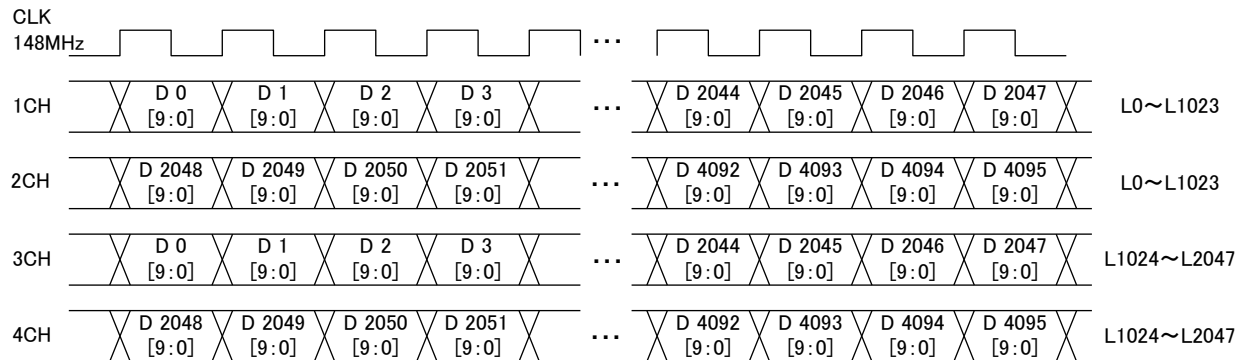 CLK
148MHz
...
1CH
D 0 D 1 D 2 D 3 ... D 2044 D 2045 D 2046 D 2047
[9:0] [9:0] [9:0] [9:0] [9:0] [9:0] [9:0] [9:0]
L0～L1023
2CH
D 2048 D 2049 D 2050 D 2051 ... D 4092 D 4093 D 4094 D 4095
[9:0] [9:0] [9:0] [9:0] [9:0] [9:0] [9:0] [9:0]
L0～L1023
3CH
D 0 D 1 D 2 D 3 ... D 2044 D 2045 D 2046 D 2047
[9:0] [9:0] [9:0] [9:0] [9:0] [9:0] [9:0] [9:0]
L1024～L2047
4CH
D 2048 D 2049 D 2050 D 2051 ... D 4092 D 4093 D 4094 D 4095
[9:0] [9:0] [9:0] [9:0] [9:0] [9:0] [9:0] [9:0]
L1024～L2047